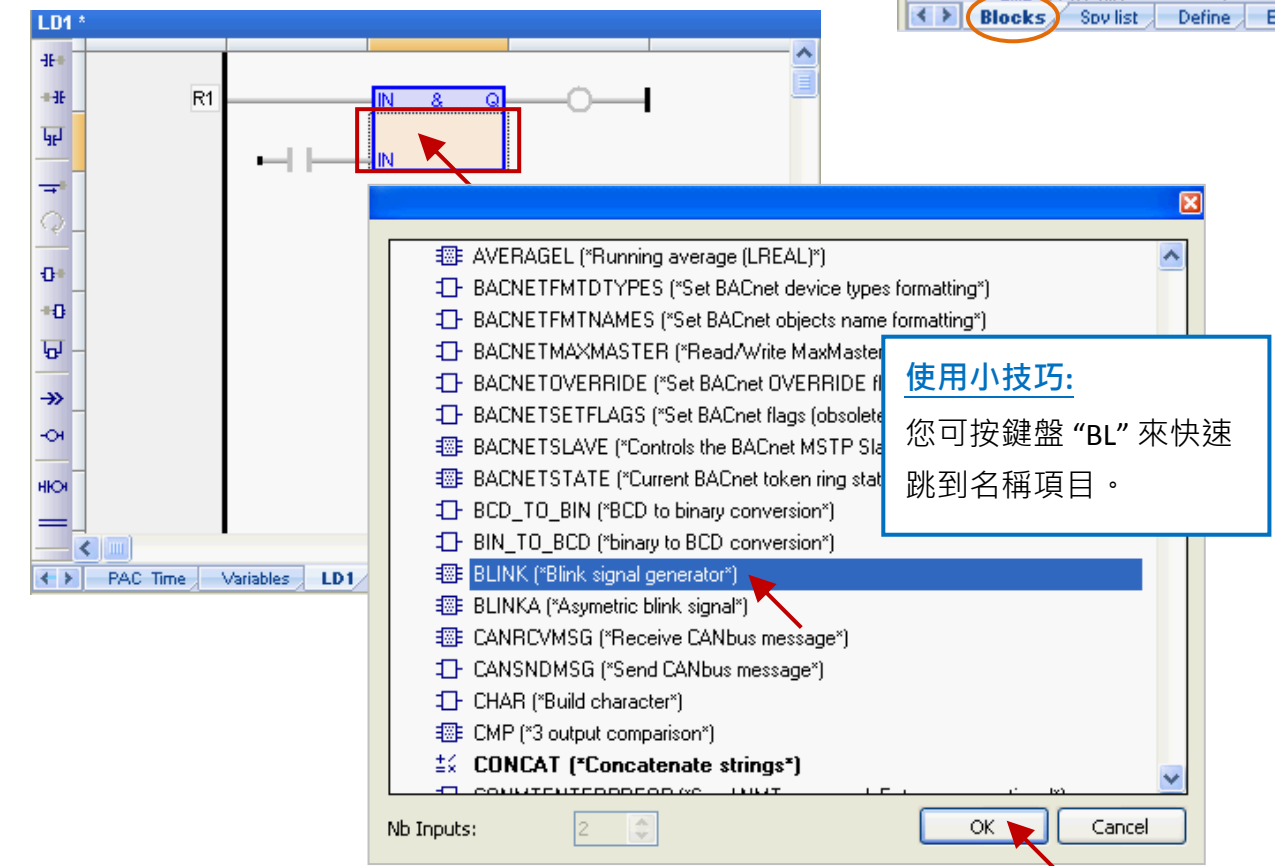 LD1 *
Blocks
Spy list
Define
E
R1
IN & Q
IN
AVERAGEL (*Running average (LREAL)*)
BACNETFMTDTYPES (*Set BACnet device types formatting*)
BACNETFMTNAMES (*Set BACnet objects name formatting*)
BACNETMAXMASTER (*Read/Write MaxMaster
BACNETOVERRIDE (*Set BACnet OVERRIDE fl
BACNETSETFLAGS (*Set BACnet flags (obsolete
BACNETSLAVE (*Controls the BACnet MSTP Sla
BACNETSTATE (*Current BACnet token ring stat
BCD_TO_BIN (*BCD to binary conversion*)
BIN_TO_BCD (*binary to BCD conversion*)
BLINK (*Blink signal generator*)
BLINKA (*Asymetric blink signal*)
CANRCVMSG (*Receive CANbus message*)
CANSNDMSG (*Send CANbus message*)
CHAR (*Build character*)
CMP (*3 output comparison*)
CONCAT (*Concatenate strings*)
使用小技巧:
您可按鍵盤 “BL” 來快速
跳到名稱項目。
PAC Time
Variables
LD1
Nb Inputs:
2
OK
Cancel